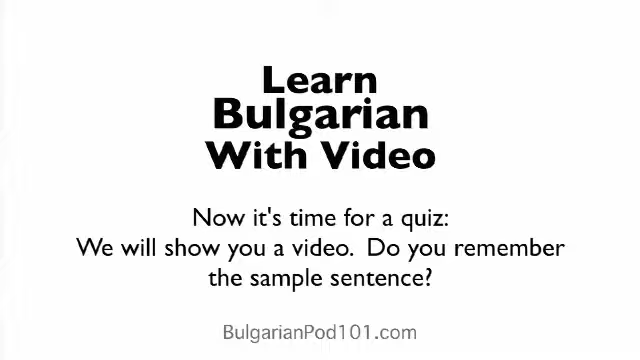 Learn
Bulgarian
With Video
Now it's time for a quiz:
We will show you a video.  Do you remember
the sample sentence?
BulgarianPod101.com